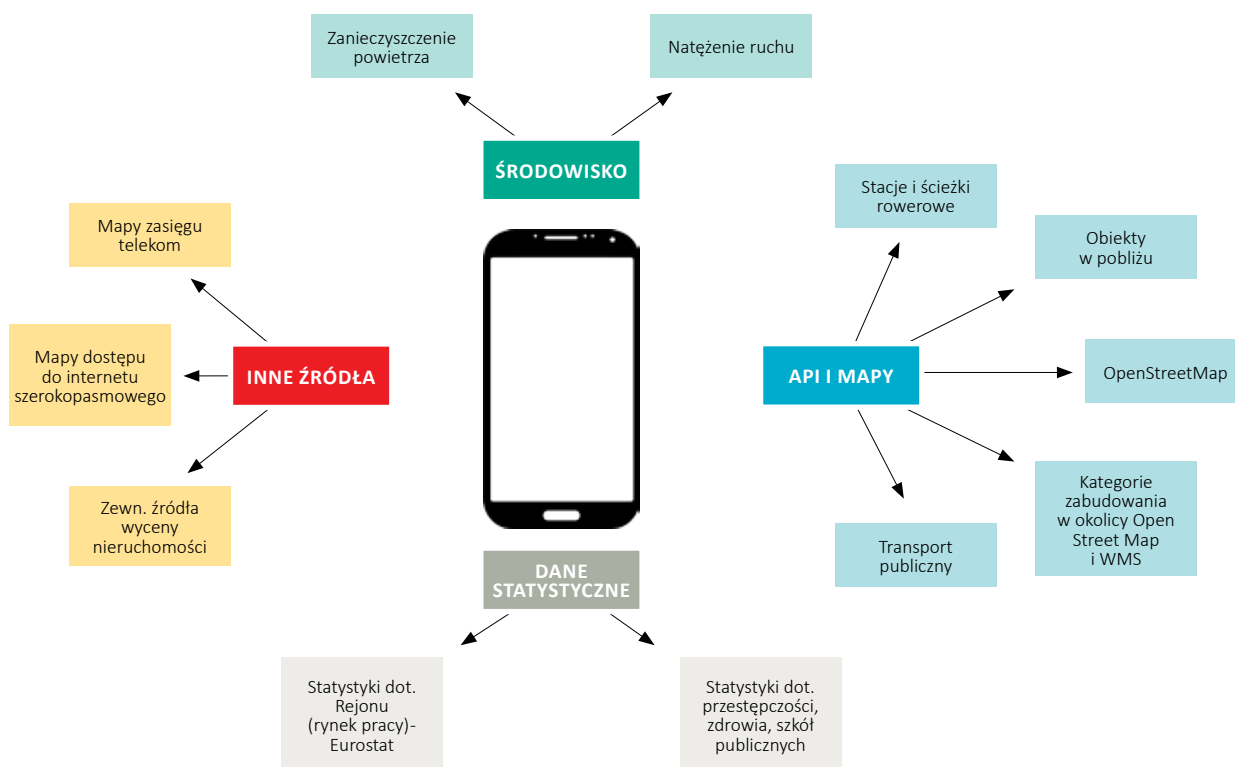 Zanieczyszczenie
powietrza
Natężenie ruchu
ŚRODOWISKO
Mapy zasięgu
telekom
Mapy dostępu
do internetu
szerokopasmowego
INNE ŹRÓDŁA
Zewn. źródła
wyceny
nieruchomości
Stacje i ścieżki
rowerowe
Obiekty
w pobliżu
API I MAPY
OpenStreetMap
Kategorie
zabudowania
w okolicy Open
Street Map
i WMS
Transport
publiczny
DANE
STATYSTYCZNE
Statystyki dot.
Rejonu
(rynek pracy)-
Eurostat
Statystyki dot.
przestępczości,
zdrowia, szkół
publicznych